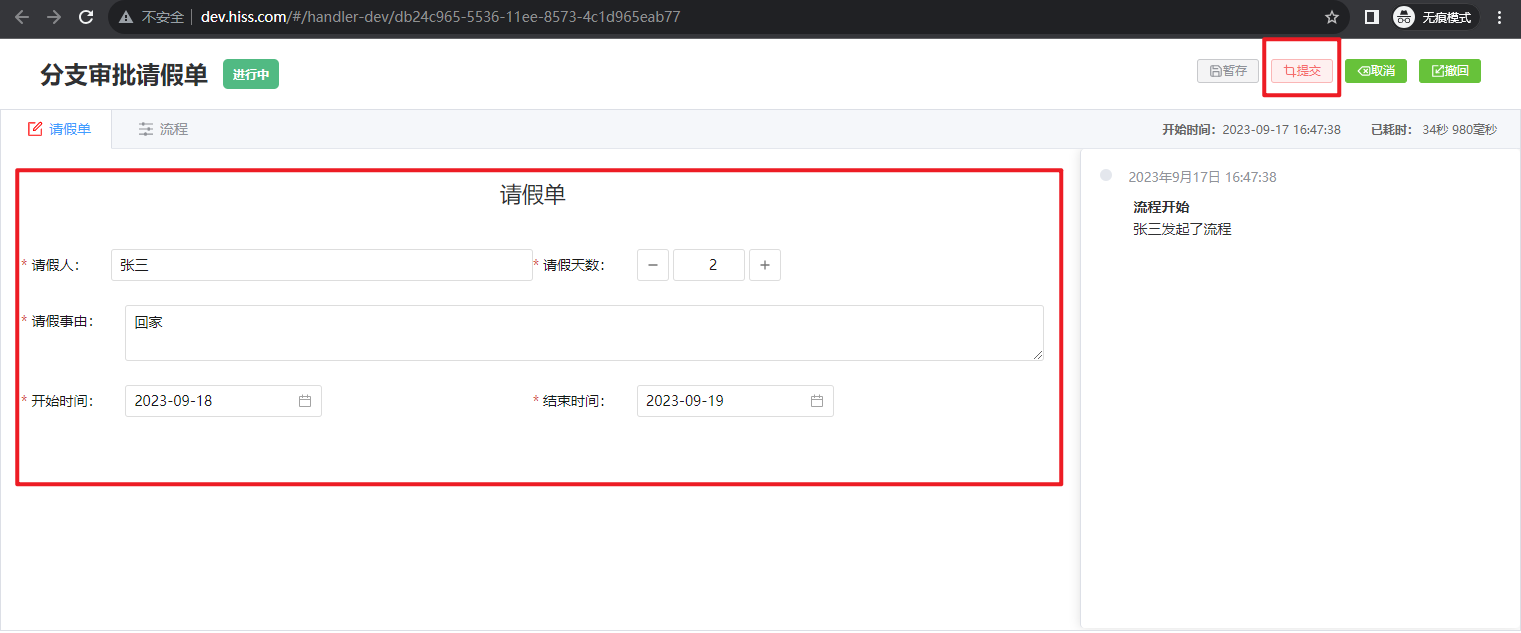 不安全 dev.hiss.com/#/handler-dev/db24c965-5536-11ee-8573-4c1d965eab77 无痕模式
分支审批请假单 进行中 暂存 提交 取消 撤回
请假单 流程 开始时间：2023-09-17 16:47:38 已耗时： 34秒 980毫秒
2023年9月17日 16:47:38
流程开始
张三发起了流程
请假单
* 请假人： 张三 * 请假天数： − 2 +
* 请假事由： 回家
* 开始时间： 2023-09-18 * 结束时间： 2023-09-19